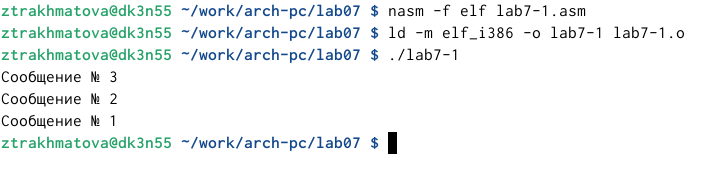 ztrakhmatova@dk3n55 ~/work/arch-pc/lab07 $ nasm -f elf lab7-1.asm
ztrakhmatova@dk3n55 ~/work/arch-pc/lab07 $ ld -m elf_i386 -o lab7-1 lab7-1.o
ztrakhmatova@dk3n55 ~/work/arch-pc/lab07 $ ./lab7-1
Сообщение № 3
Сообщение № 2
Сообщение № 1
ztrakhmatova@dk3n55 ~/work/arch-pc/lab07 $